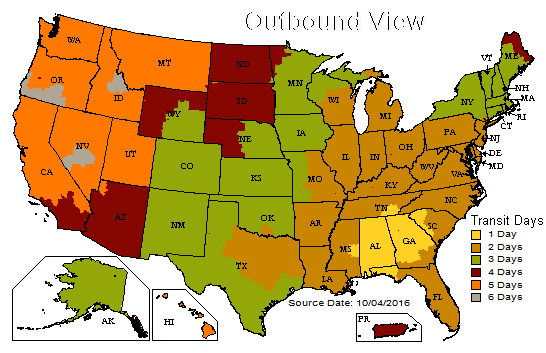 Outbound View
WA
MT
ND
MN
ME
VT
OR
ID
SD
WI
MI
NY
NH
MA
RI
CT
WY
NE
IA
PA
NJ
NV
UT
CO
IL
IN
OH
DE
MD
WV
VA
CA
KS
MO
KY
AZ
NM
OK
AR
TN
NC
TX
LA
MS
AL
GA
SC
FL
AK
HI
PR
Transit Days
1 Day
2 Days
3 Days
4 Days
5 Days
6 Days
Source Date: 10/04/2016